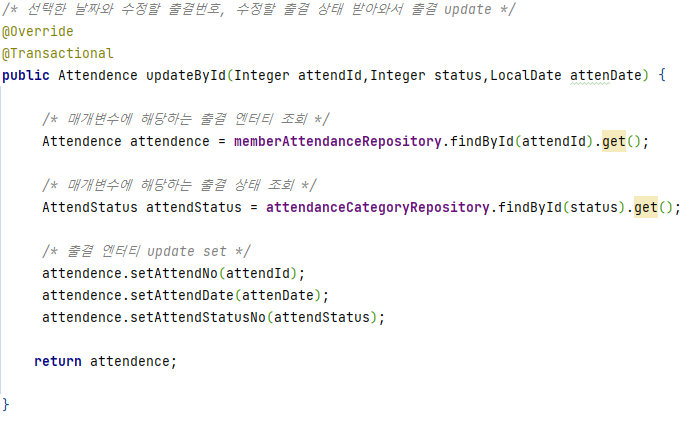 /* 선택한 날짜와 수정할 출결번호, 수정할 출결 상태 받아와서 출결 update */
@Override
@Transactional
public Attendence updateById(Integer attendId,Integer status,LocalDate attenDate) {
/* 매개변수에 해당하는 출결 엔터티 조회 */
Attendence attendence = memberAttendanceRepository.findById(attendId).get();
/* 매개변수에 해당하는 출결 상태 조회 */
AttendStatus attendStatus = attendanceCategoryRepository.findById(status).get();
/* 출결 엔터티 update set */
attendence.setAttendNo(attendId);
attendence.setAttendDate(attenDate);
attendence.setAttendStatusNo(attendStatus);
return attendence;
}